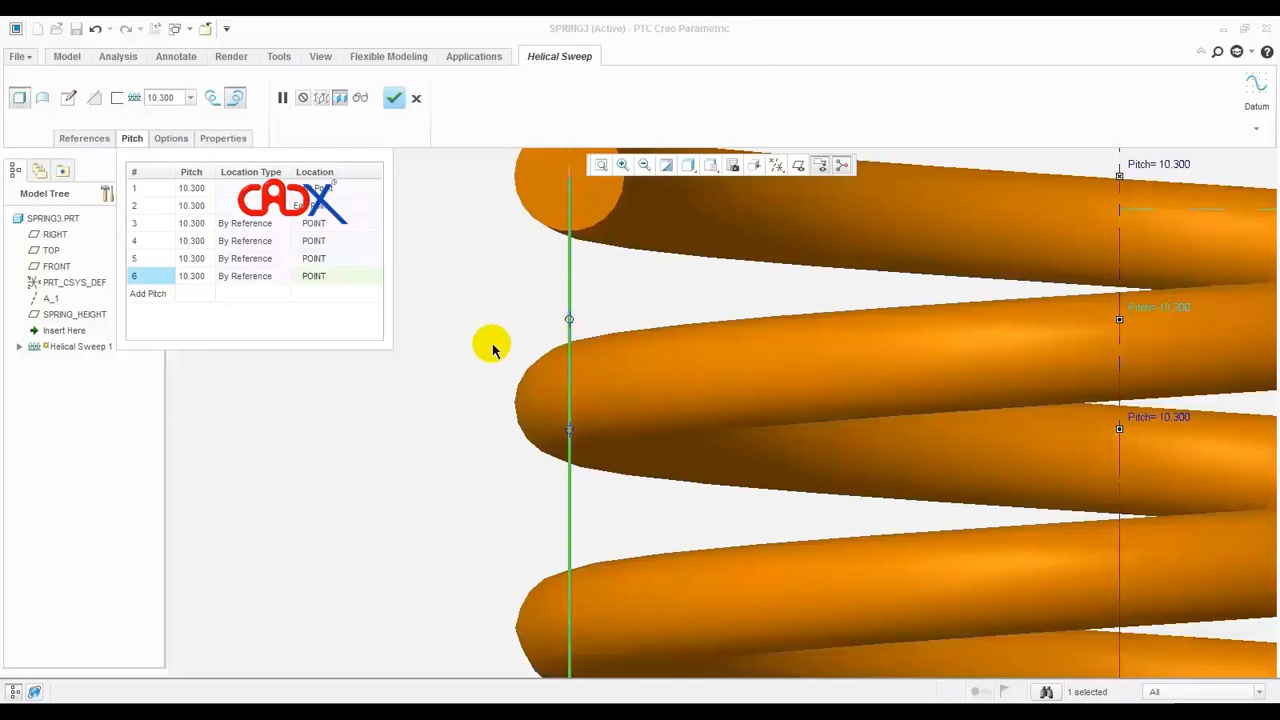 SPRING3 (Active) - PTC Creo Parametric
File Model Analysis Annotate Render Tools View Flexible Modeling Applications Helical Sweep
10.300
Datum
References Pitch Options Properties
Model Tree
SPRING3.PRT
RIGHT
TOP
FRONT
PRT_CSYS_DEF
A_1
SPRING_HEIGHT
Insert Here
Helical Sweep 1
# Pitch Location Type Location
1 10.300
2 10.300
3 10.300 By Reference POINT
4 10.300 By Reference POINT
5 10.300 By Reference POINT
6 10.300 By Reference POINT
Add Pitch
CADX
Pitch= 10.300
Pitch= 10.300
Pitch= 10.300
1 selected All